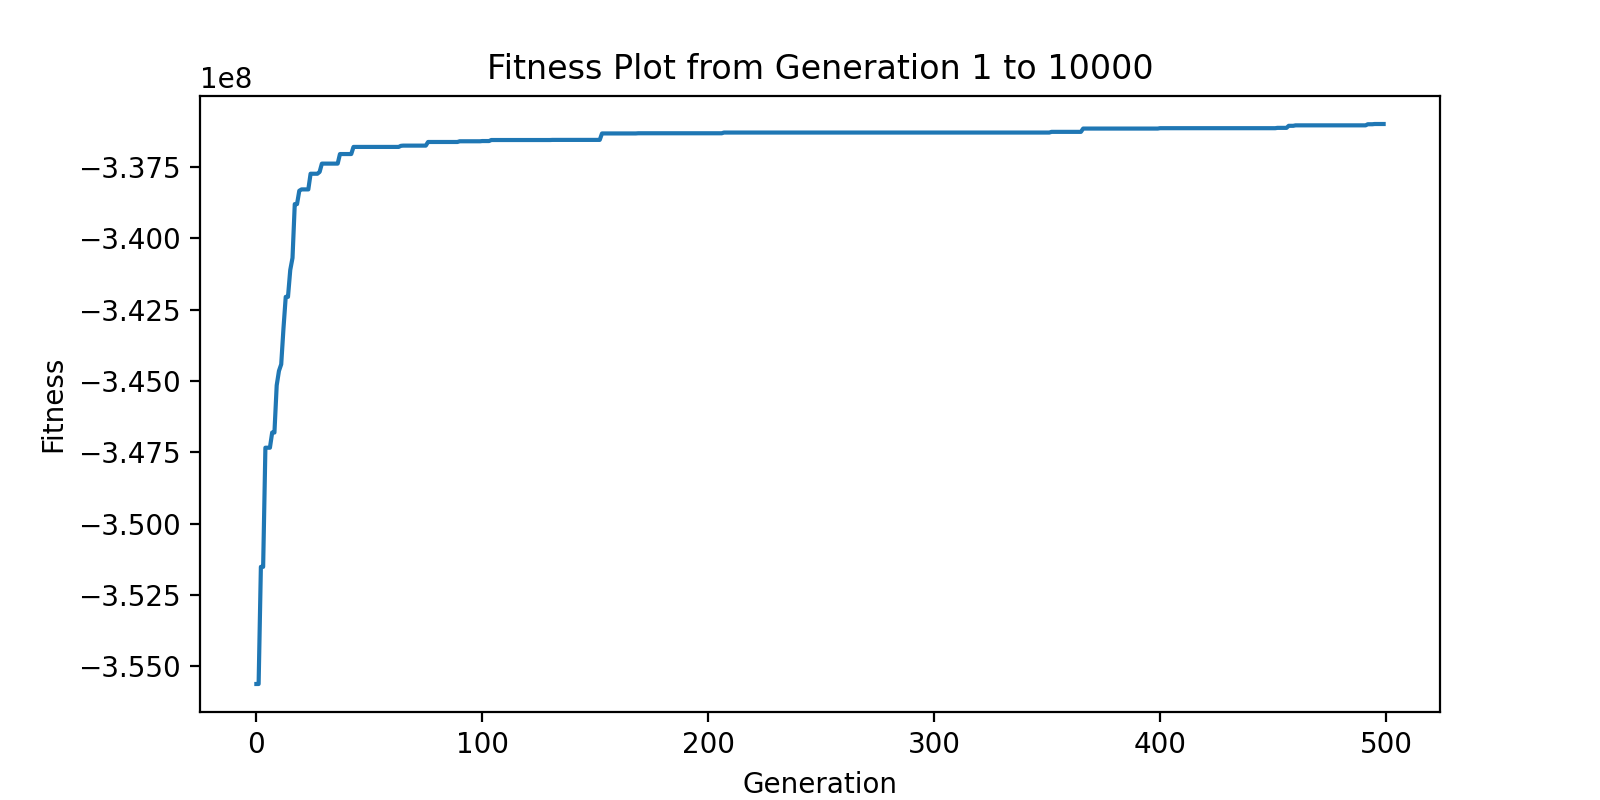 Fitness Plot from Generation 1 to 10000
1e8
−3.375
−3.400
−3.425
−3.450
−3.475
−3.500
−3.525
−3.550
Fitness
0 100 200 300 400 500
Generation